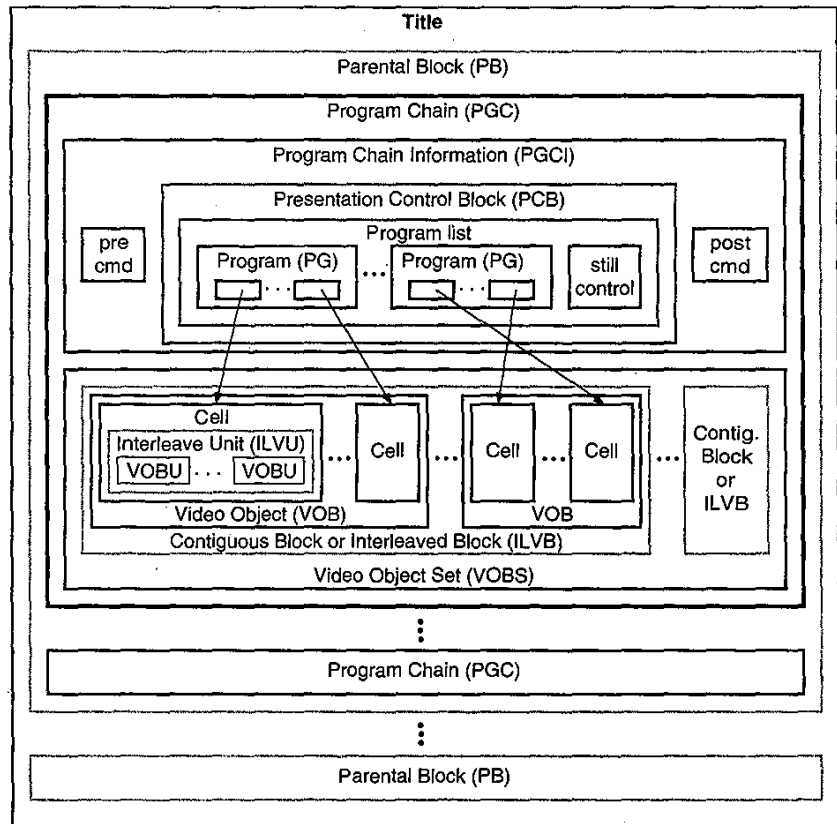 Title
Parental Block (PB)
Program Chain (PGC)
Program Chain Information (PGCI)
Presentation Control Block (PCB)
Program list
pre
cmd
Program (PG)
...
Program (PG)
still
control
post
cmd
Cell
Interleave Unit (ILVU)
VOBU ... VOBU
Cell
Cell
Cell
Contig.
Block
or
ILVB
Video Object (VOB)
VOB
Contiguous Block or Interleaved Block (ILVB)
Video Object Set (VOBS)
Program Chain (PGC)
Parental Block (PB)